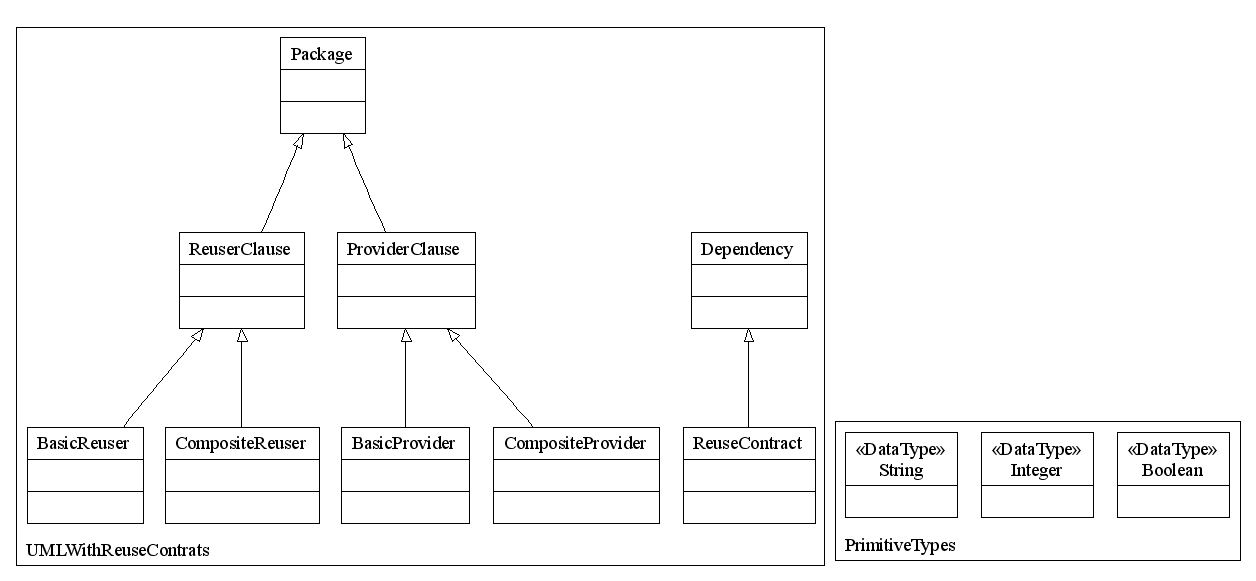 Package
ReuserClause
ProviderClause
Dependency
BasicReuser
CompositeReuser
BasicProvider
CompositeProvider
ReuseContract
UMLWithReuseContrats
«DataType»
String
«DataType»
Integer
«DataType»
Boolean
PrimitiveTypes